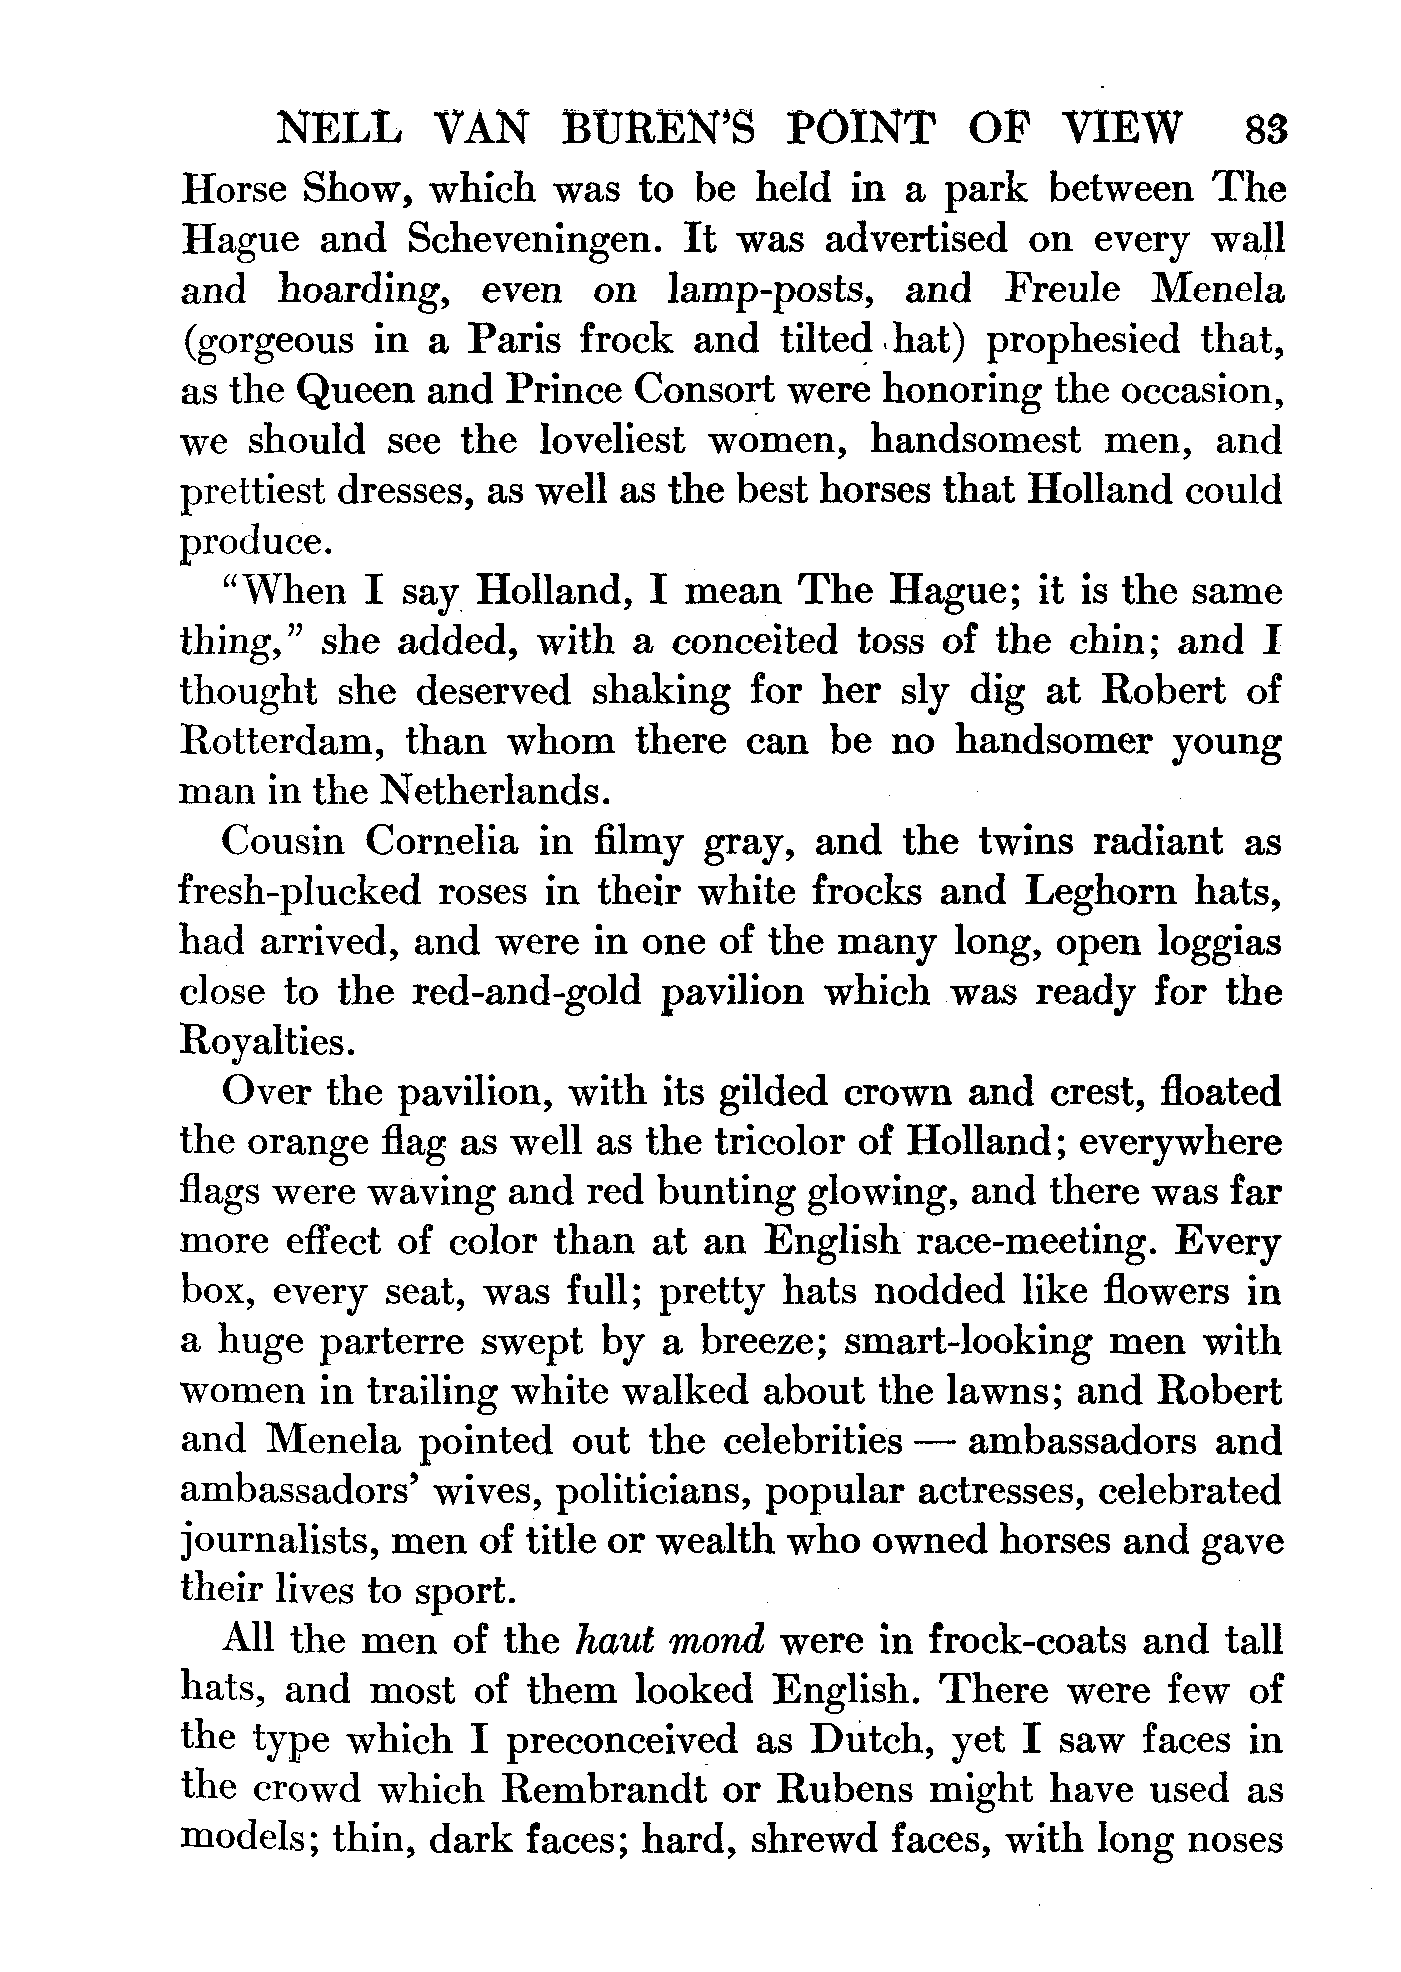 NELL VAN BUREN'S POINT OF VIEW 83
Horse Show, which was to be held in a park between The
Hague and Scheveningen. It was advertised on every wall
and hoarding, even on lamp-posts, and Freule Menela
(gorgeous in a Paris frock and tilted hat) prophesied that,
as the Queen and Prince Consort were honoring the occasion,
we should see the loveliest women, handsomest men, and
prettiest dresses, as well as the best horses that Holland could
produce.
"When I say Holland, I mean The Hague; it is the same
thing," she added, with a conceited toss of the chin; and I
thought she deserved shaking for her sly dig at Robert of
Rotterdam, than whom there can be no handsomer young
man in the Netherlands.
Cousin Cornelia in filmy gray, and the twins radiant as
fresh-plucked roses in their white frocks and Leghorn hats,
had arrived, and were in one of the many long, open loggias
close to the red-and-gold pavilion which was ready for the
Royalties.
Over the pavilion, with its gilded crown and crest, floated
the orange flag as well as the tricolor of Holland; everywhere
flags were waving and red bunting glowing, and there was far
more effect of color than at an English race-meeting. Every
box, every seat, was full; pretty hats nodded like flowers in
a huge parterre swept by a breeze; smart-looking men with
women in trailing white walked about the lawns; and Robert
and Menela pointed out the celebrities — ambassadors and
ambassadors' wives, politicians, popular actresses, celebrated
journalists, men of title or wealth who owned horses and gave
their lives to sport.
All the men of the haut mond were in frock-coats and tall
hats, and most of them looked English. There were few of
the type which I preconceived as Dutch, yet I saw faces in
the crowd which Rembrandt or Rubens might have used as
models; thin, dark faces; hard, shrewd faces, with long noses